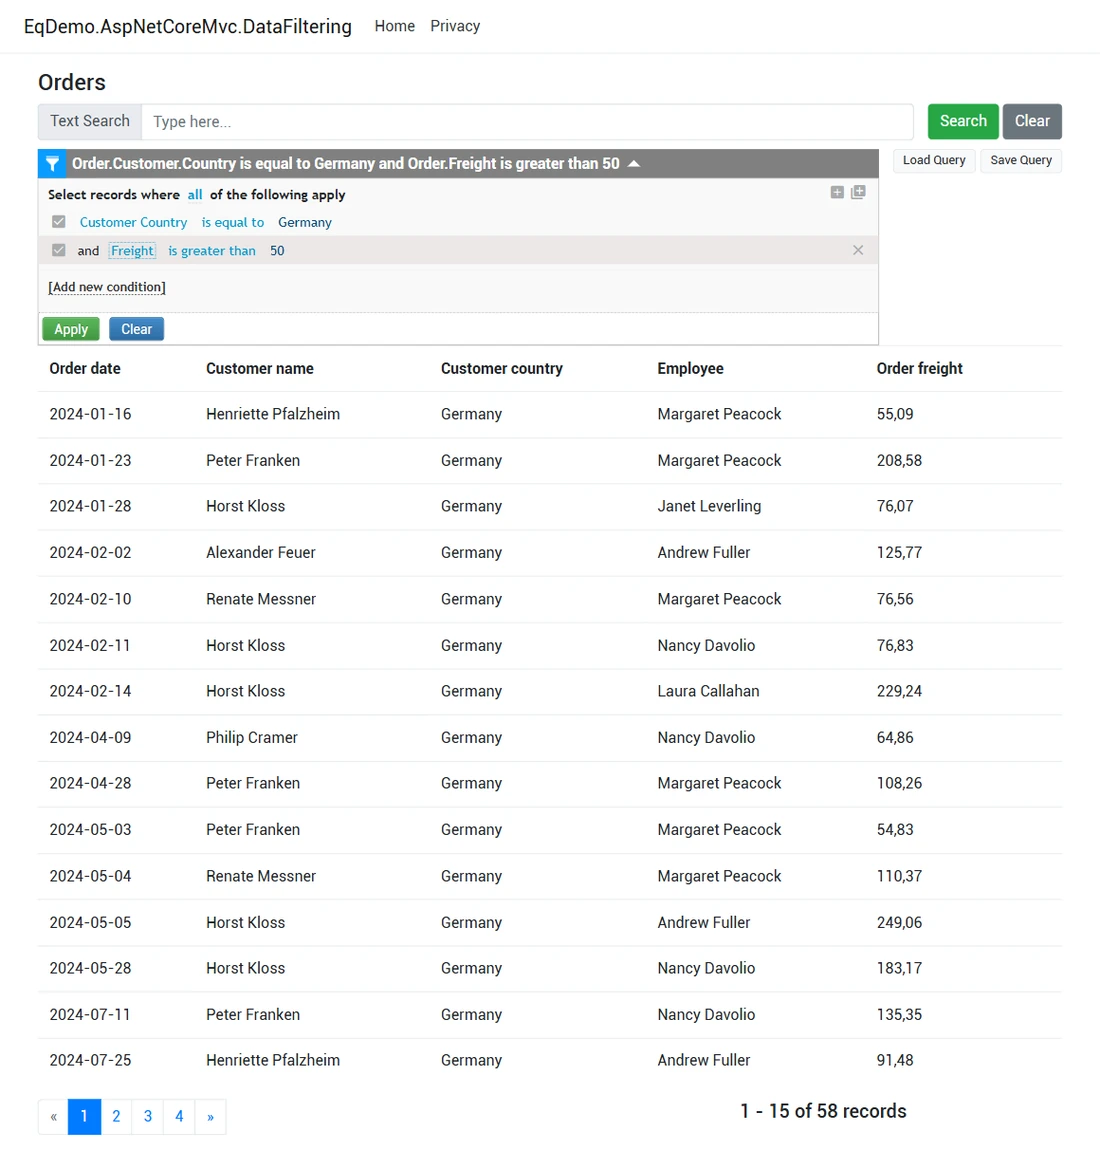 EqDemo.AspNetCoreMvc.DataFiltering Home Privacy
Orders
Text Search Type here... Search Clear
Order.Customer.Country is equal to Germany and Order.Freight is greater than 50 Load Query Save Query
Select records where all of the following apply
Customer Country is equal to Germany
and Freight is greater than 50
[Add new condition]
Apply Clear
Order date Customer name Customer country Employee Order freight
2024-01-16 Henriette Pfalzheim Germany Margaret Peacock 55,09
2024-01-23 Peter Franken Germany Margaret Peacock 208,58
2024-01-28 Horst Kloss Germany Janet Leverling 76,07
2024-02-02 Alexander Feuer Germany Andrew Fuller 125,77
2024-02-10 Renate Messner Germany Margaret Peacock 76,56
2024-02-11 Horst Kloss Germany Nancy Davolio 76,83
2024-02-14 Horst Kloss Germany Laura Callahan 229,24
2024-04-09 Philip Cramer Germany Nancy Davolio 64,86
2024-04-28 Peter Franken Germany Margaret Peacock 108,26
2024-05-03 Peter Franken Germany Margaret Peacock 54,83
2024-05-04 Renate Messner Germany Margaret Peacock 110,37
2024-05-05 Horst Kloss Germany Andrew Fuller 249,06
2024-05-28 Horst Kloss Germany Nancy Davolio 183,17
2024-07-11 Peter Franken Germany Nancy Davolio 135,35
2024-07-25 Henriette Pfalzheim Germany Andrew Fuller 91,48
« 1 2 3 4 » 1 - 15 of 58 records